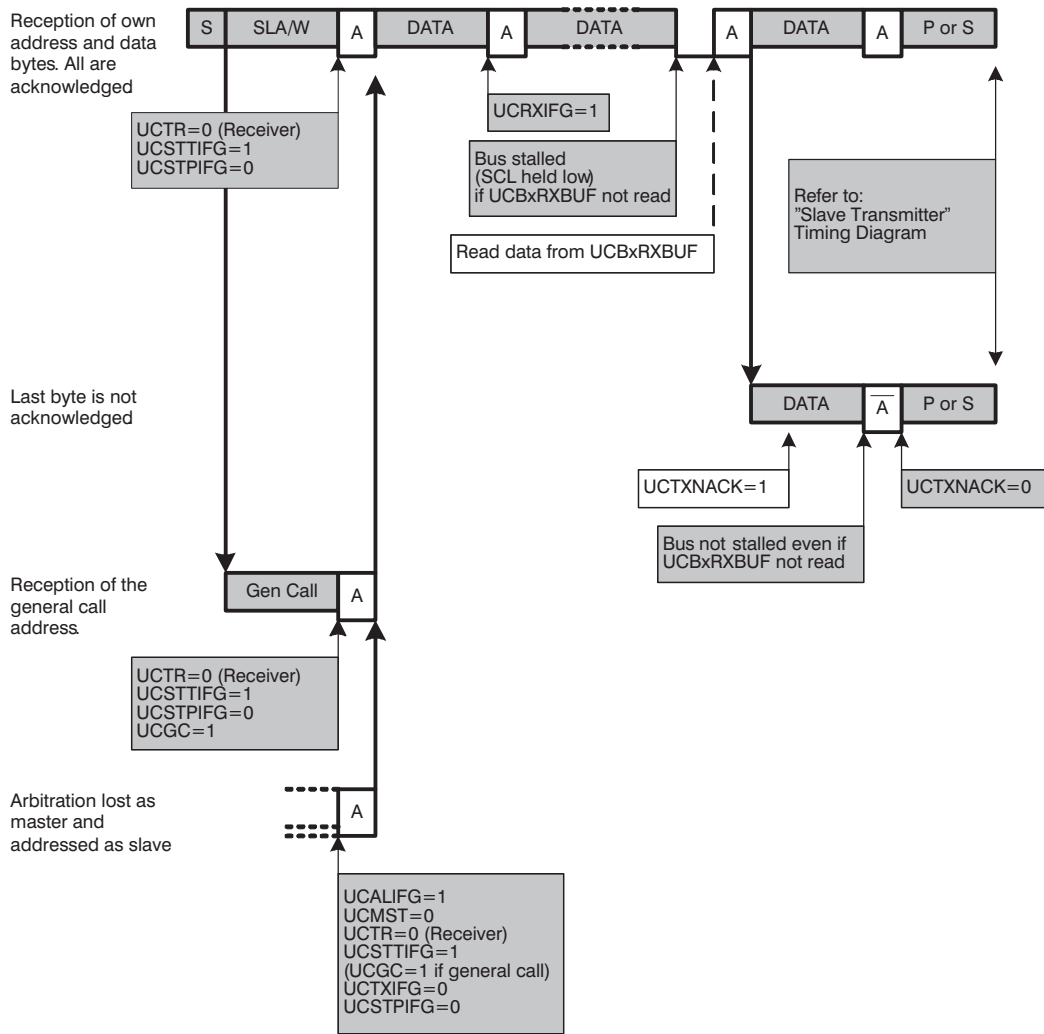 Reception of own
address and data
bytes. All are
acknowledged
S SLA/W A DATA A DATA A DATA A P or S
UCTR=0 (Receiver)
UCSTTIFG=1
UCSTPIFG=0
UCRXIFG=1
Bus stalled
(SCL held low)
if UCBxRXBUF not read
Read data from UCBxRXBUF
Refer to:
”Slave Transmitter”
Timing Diagram
Last byte is not
acknowledged
DATA A P or S
UCTXNACK=1
UCTXNACK=0
Bus not stalled even if
UCBxRXBUF not read
Reception of the
general call
address.
Gen Call A
UCTR=0 (Receiver)
UCSTTIFG=1
UCSTPIFG=0
UCGC=1
Arbitration lost as
master and
addressed as slave
A
UCALIFG=1
UCMST=0
UCTR=0 (Receiver)
UCSTTIFG=1
(UCGC=1 if general call)
UCTXIFG=0
UCSTPIFG=0